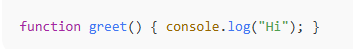 function greet() { console.log("Hi"); }